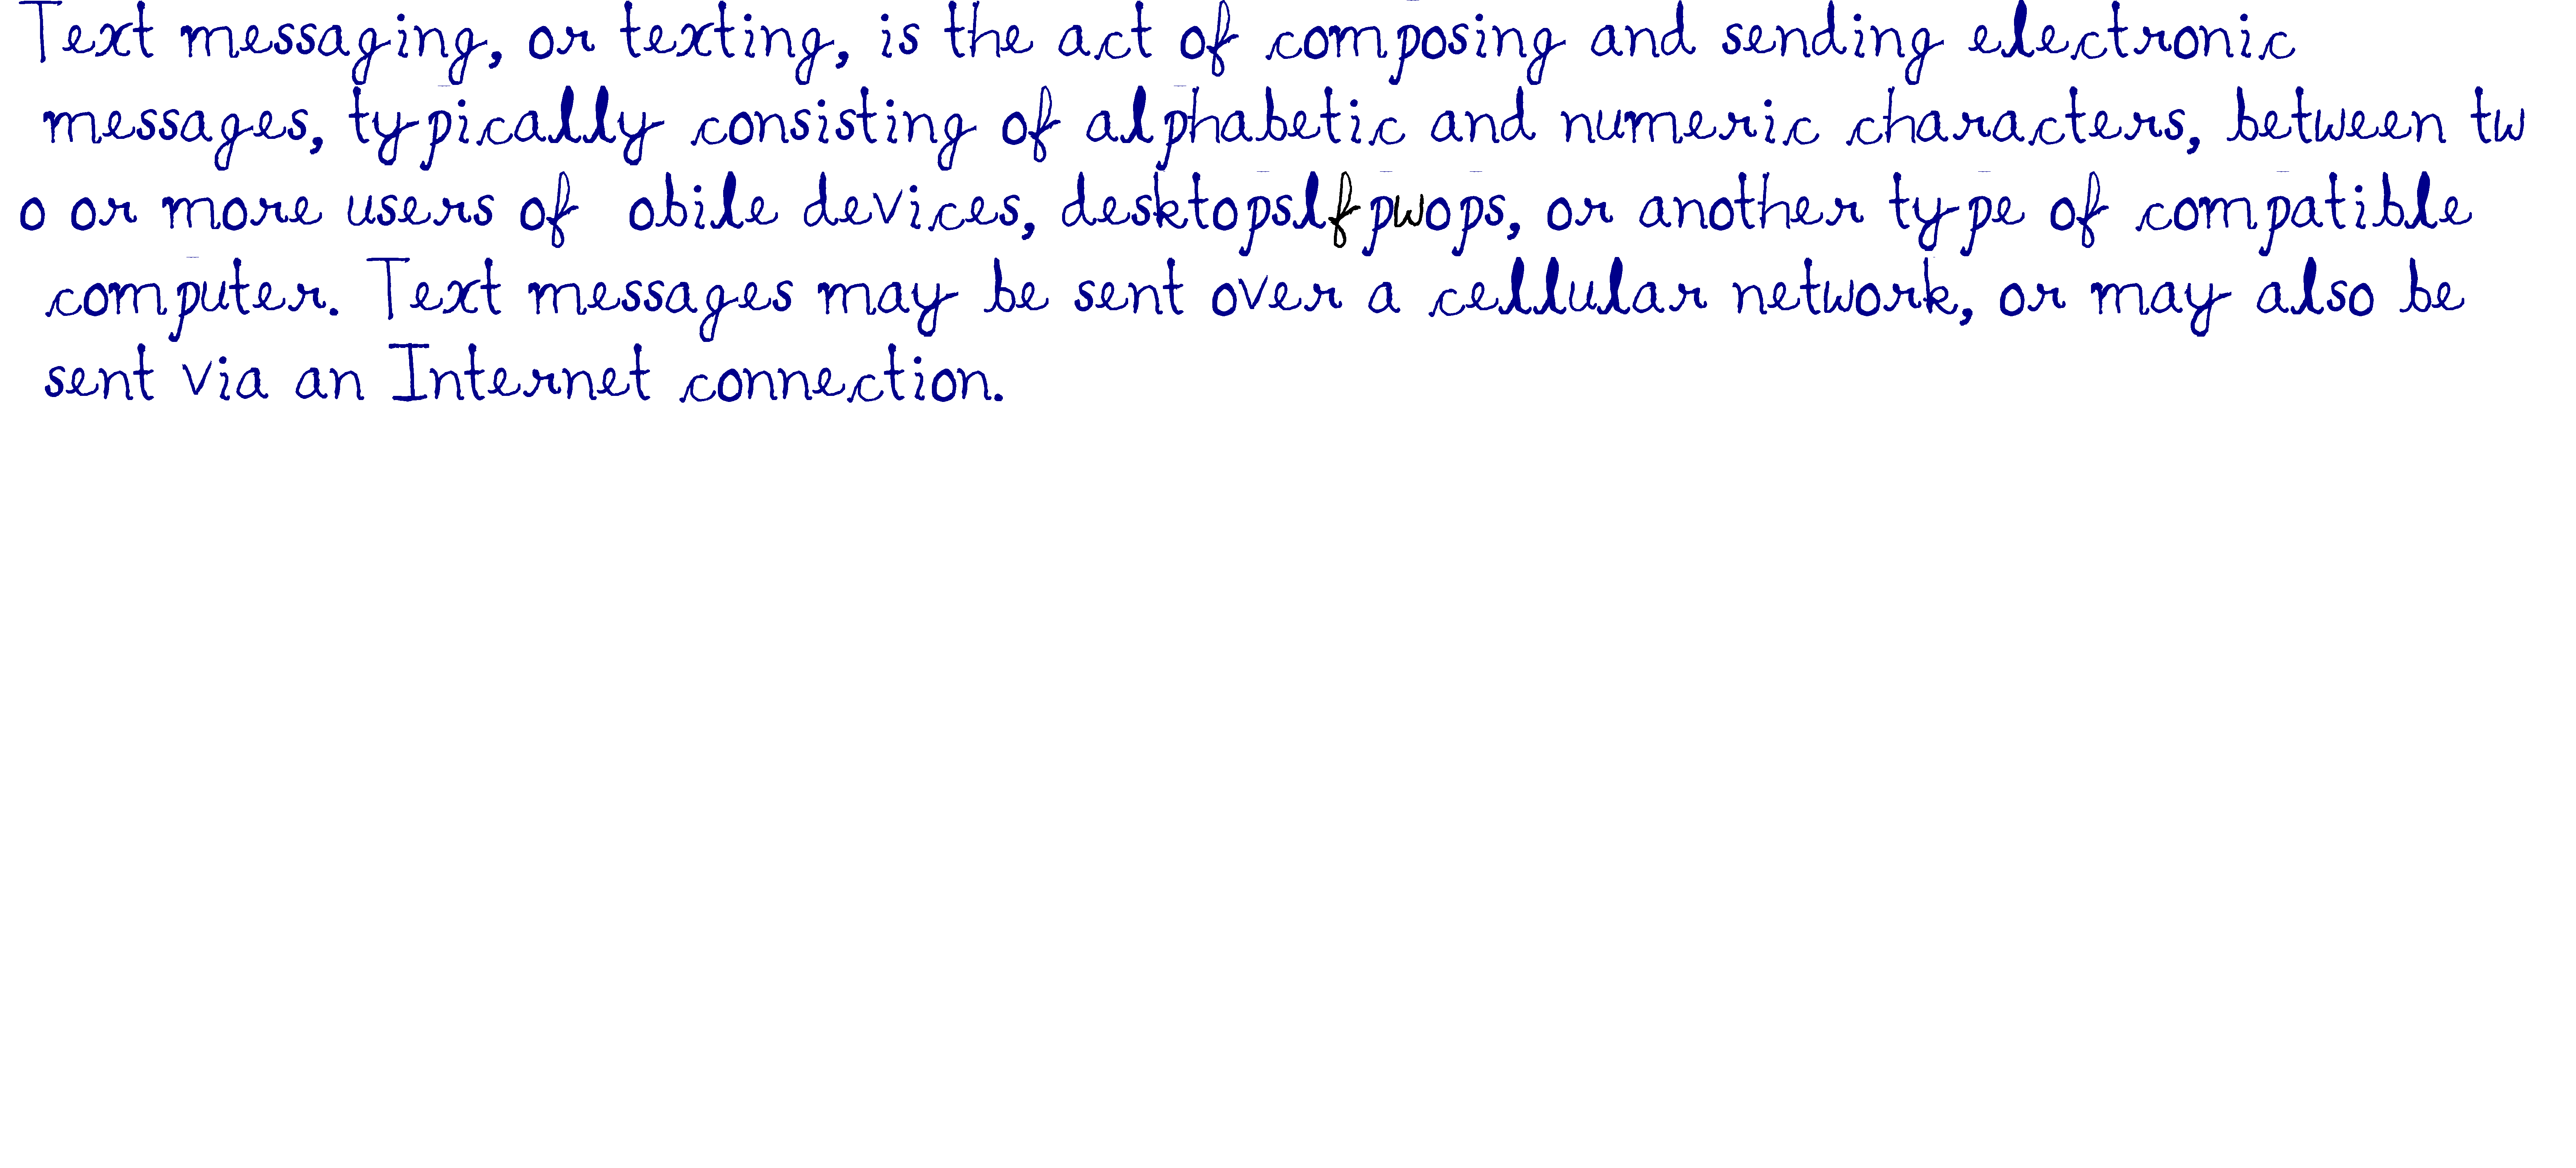 Text messaging, or texting, is the act of composing and sending electronic
messages, typically consisting of alphabetic and numeric characters, between tw
o or more users of obile devices, desktopslfpwops, or another type of compatible
computer. Text messages may be sent over a cellular network, or may also be
sent via an Internet connection.